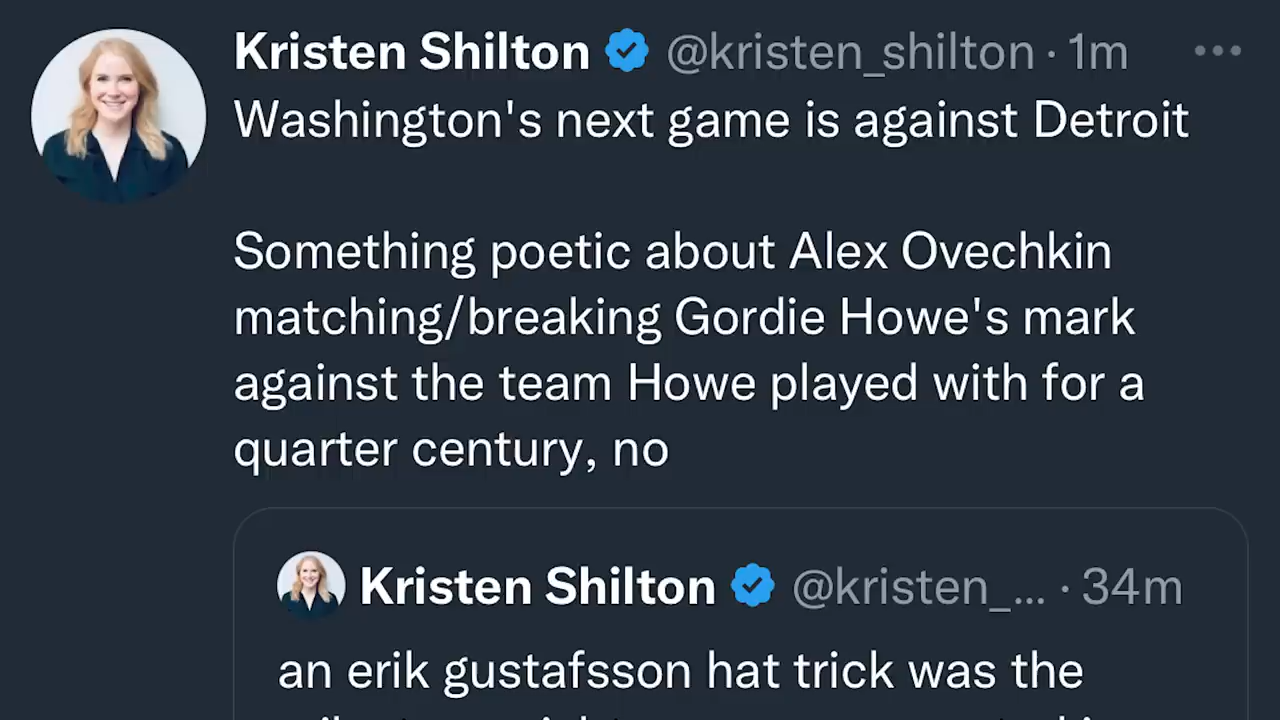 Kristen Shilton @kristen_shilton · 1m
Washington's next game is against Detroit
Something poetic about Alex Ovechkin
matching/breaking Gordie Howe's mark
against the team Howe played with for a
quarter century, no
Kristen Shilton @kristen_... · 34m
an erik gustafsson hat trick was the